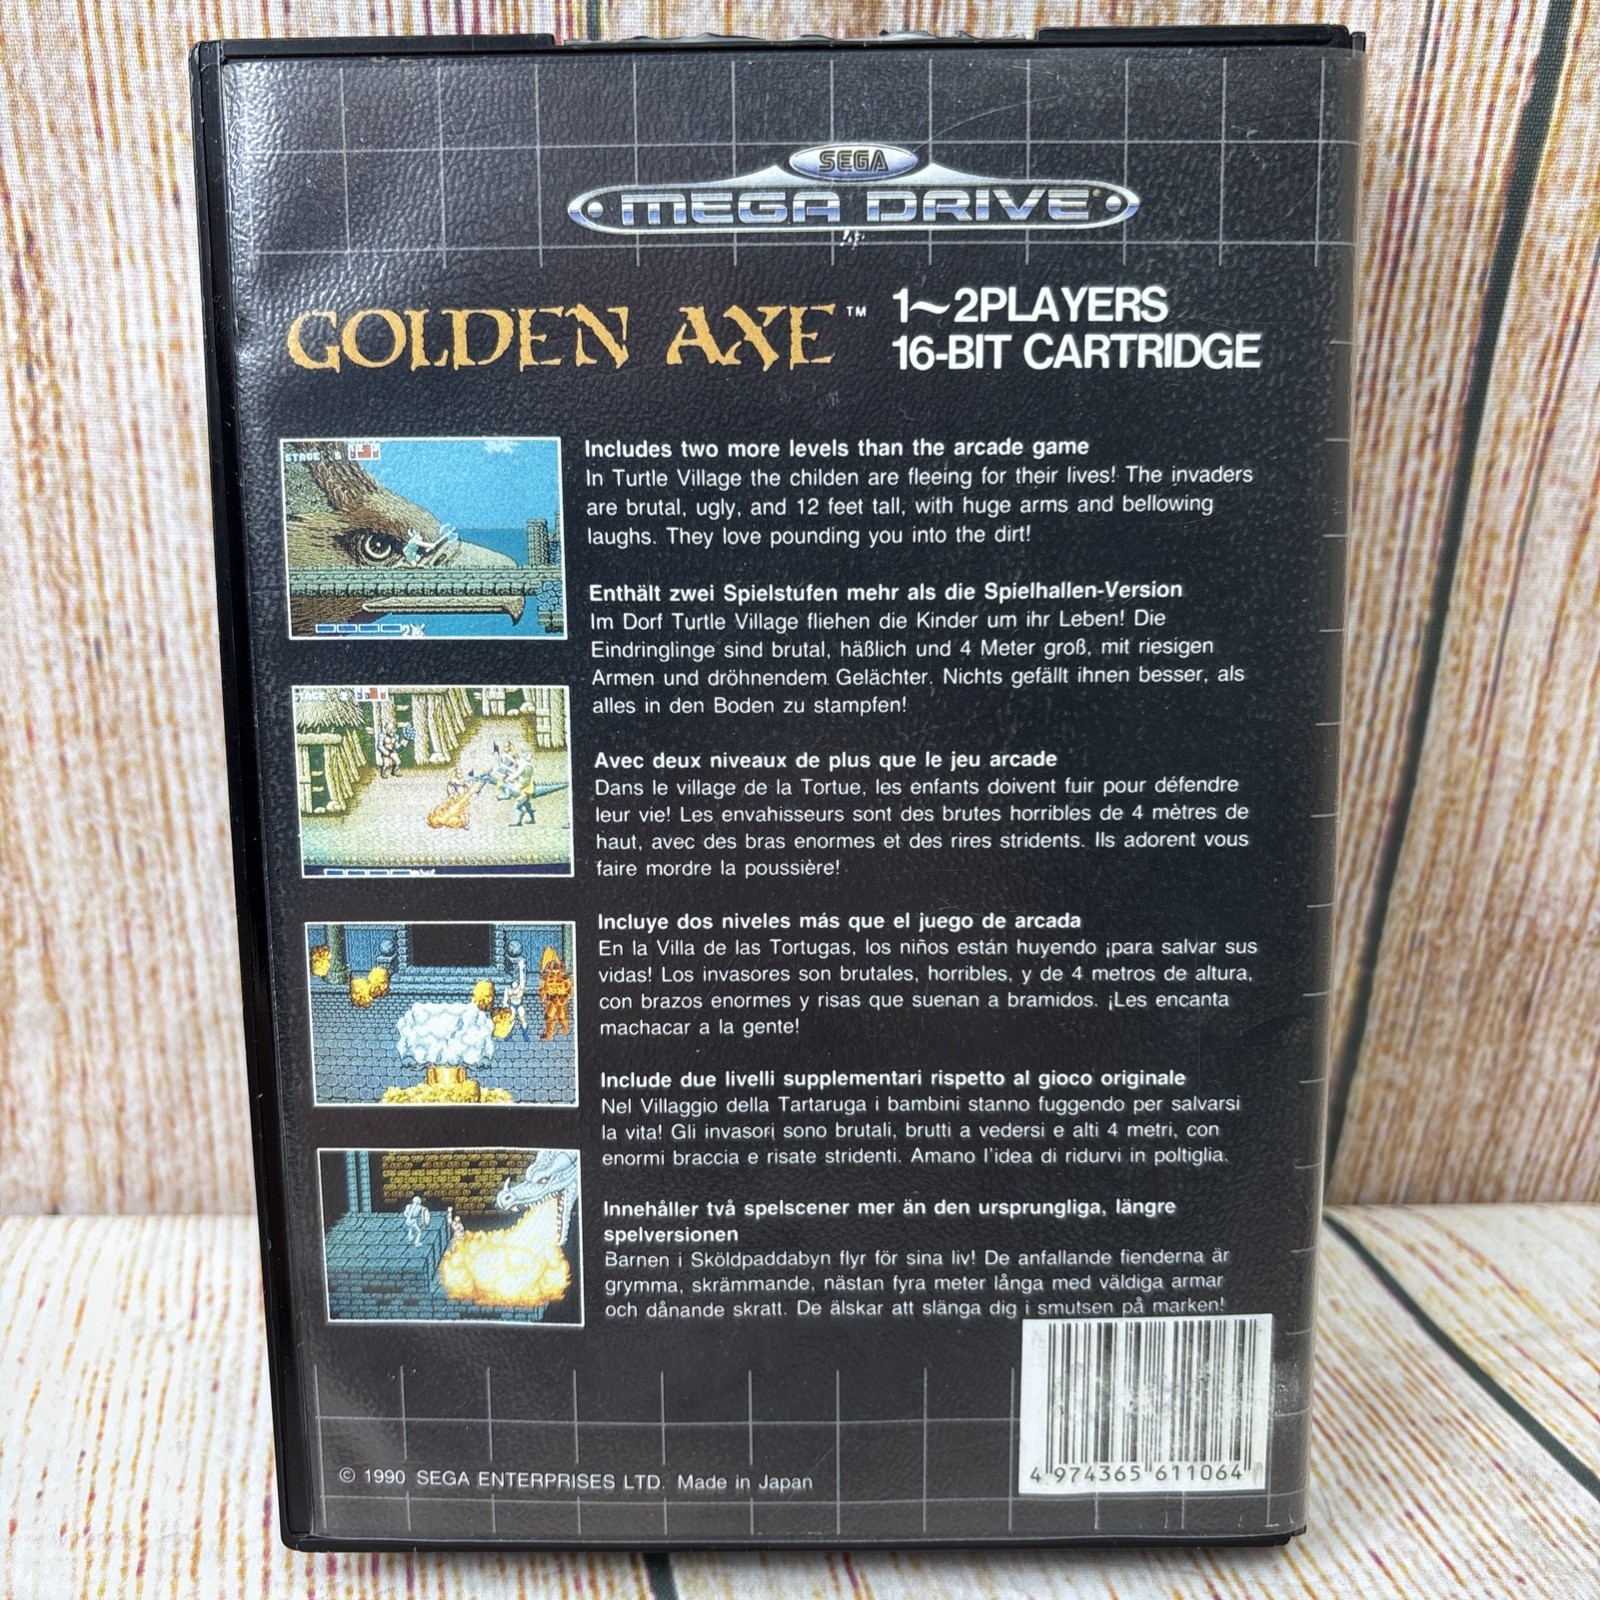 SEGA
MEGA DRIVE
GOLDEN AXE™
1~2PLAYERS
16-BIT CARTRIDGE
STAGE 5
Includes two more levels than the arcade game
In Turtle Village the childen are fleeing for their lives! The invaders
are brutal, ugly, and 12 feet tall, with huge arms and bellowing
laughs. They love pounding you into the dirt!
Enthält zwei Spielstufen mehr als die Spielhallen-Version
Im Dorf Turtle Village fliehen die Kinder um ihr Leben! Die
Eindringlinge sind brutal, häßlich und 4 Meter groß, mit riesigen
Armen und dröhnendem Gelächter. Nichts gefällt ihnen besser, als
alles in den Boden zu stampfen!
Avec deux niveaux de plus que le jeu arcade
Dans le village de la Tortue, les enfants doivent fuir pour défendre
leur vie! Les envahisseurs sont des brutes horribles de 4 mètres de
haut, avec des bras enormes et des rires stridents. Ils adorent vous
faire mordre la poussière!
Incluye dos niveles más que el juego de arcada
En la Villa de las Tortugas, los niños están huyendo ¡para salvar sus
vidas! Los invasores son brutales, horribles, y de 4 metros de altura,
con brazos enormes y risas que suenan a bramidos. ¡Les encanta
machacar a la gente!
Include due livelli supplementari rispetto al gioco originale
Nel Villaggio della Tartaruga i bambini stanno fuggendo per salvarsi
la vita! Gli invasori sono brutali, brutti a vedersi e alti 4 metri, con
enormi braccia e risate stridenti. Amano l'idea di ridurvi in poltiglia.
Innehåller två spelscener mer än den ursprungliga, längre
spelversionen
Barnen i Sköldpaddabyn flyr för sina liv! De anfallande fienderna är
grymma, skrämmande, nästan fyra meter långa med väldiga armar
och dånande skratt. De älskar att slänga dig i smutsen på marken!
4 974365 611064
© 1990 SEGA ENTERPRISES LTD. Made in Japan